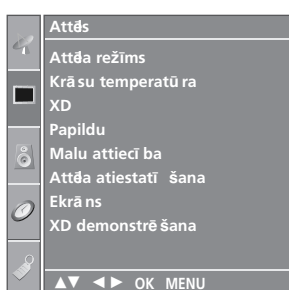 Attēls
Attēla režīms
Krāsu temperatūra
XD
Papildu
Malu attiecība
Attēla atiestatīšana
Ekrāns
XD demonstrēšana
▲▼ ◄► OK MENU